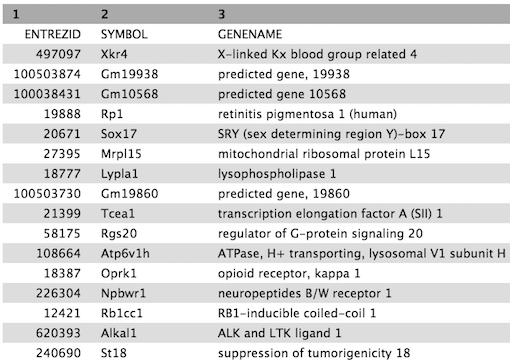 1 2 3
ENTREZID SYMBOL GENENAME
497097 Xkr4 X-linked Kx blood group related 4
100503874 Gm19938 predicted gene, 19938
100038431 Gm10568 predicted gene 10568
19888 Rp1 retinitis pigmentosa 1 (human)
20671 Sox17 SRY (sex determining region Y)-box 17
27395 Mrpl15 mitochondrial ribosomal protein L15
18777 Lypla1 lysophospholipase 1
100503730 Gm19860 predicted gene, 19860
21399 Tcea1 transcription elongation factor A (SII) 1
58175 Rgs20 regulator of G-protein signaling 20
108664 Atp6v1h ATPase, H+ transporting, lysosomal V1 subunit H
18387 Oprk1 opioid receptor, kappa 1
226304 Npbwr1 neuropeptides B/W receptor 1
12421 Rb1cc1 RB1-inducible coiled-coil 1
620393 Alkal1 ALK and LTK ligand 1
240690 St18 suppression of tumorigenicity 18